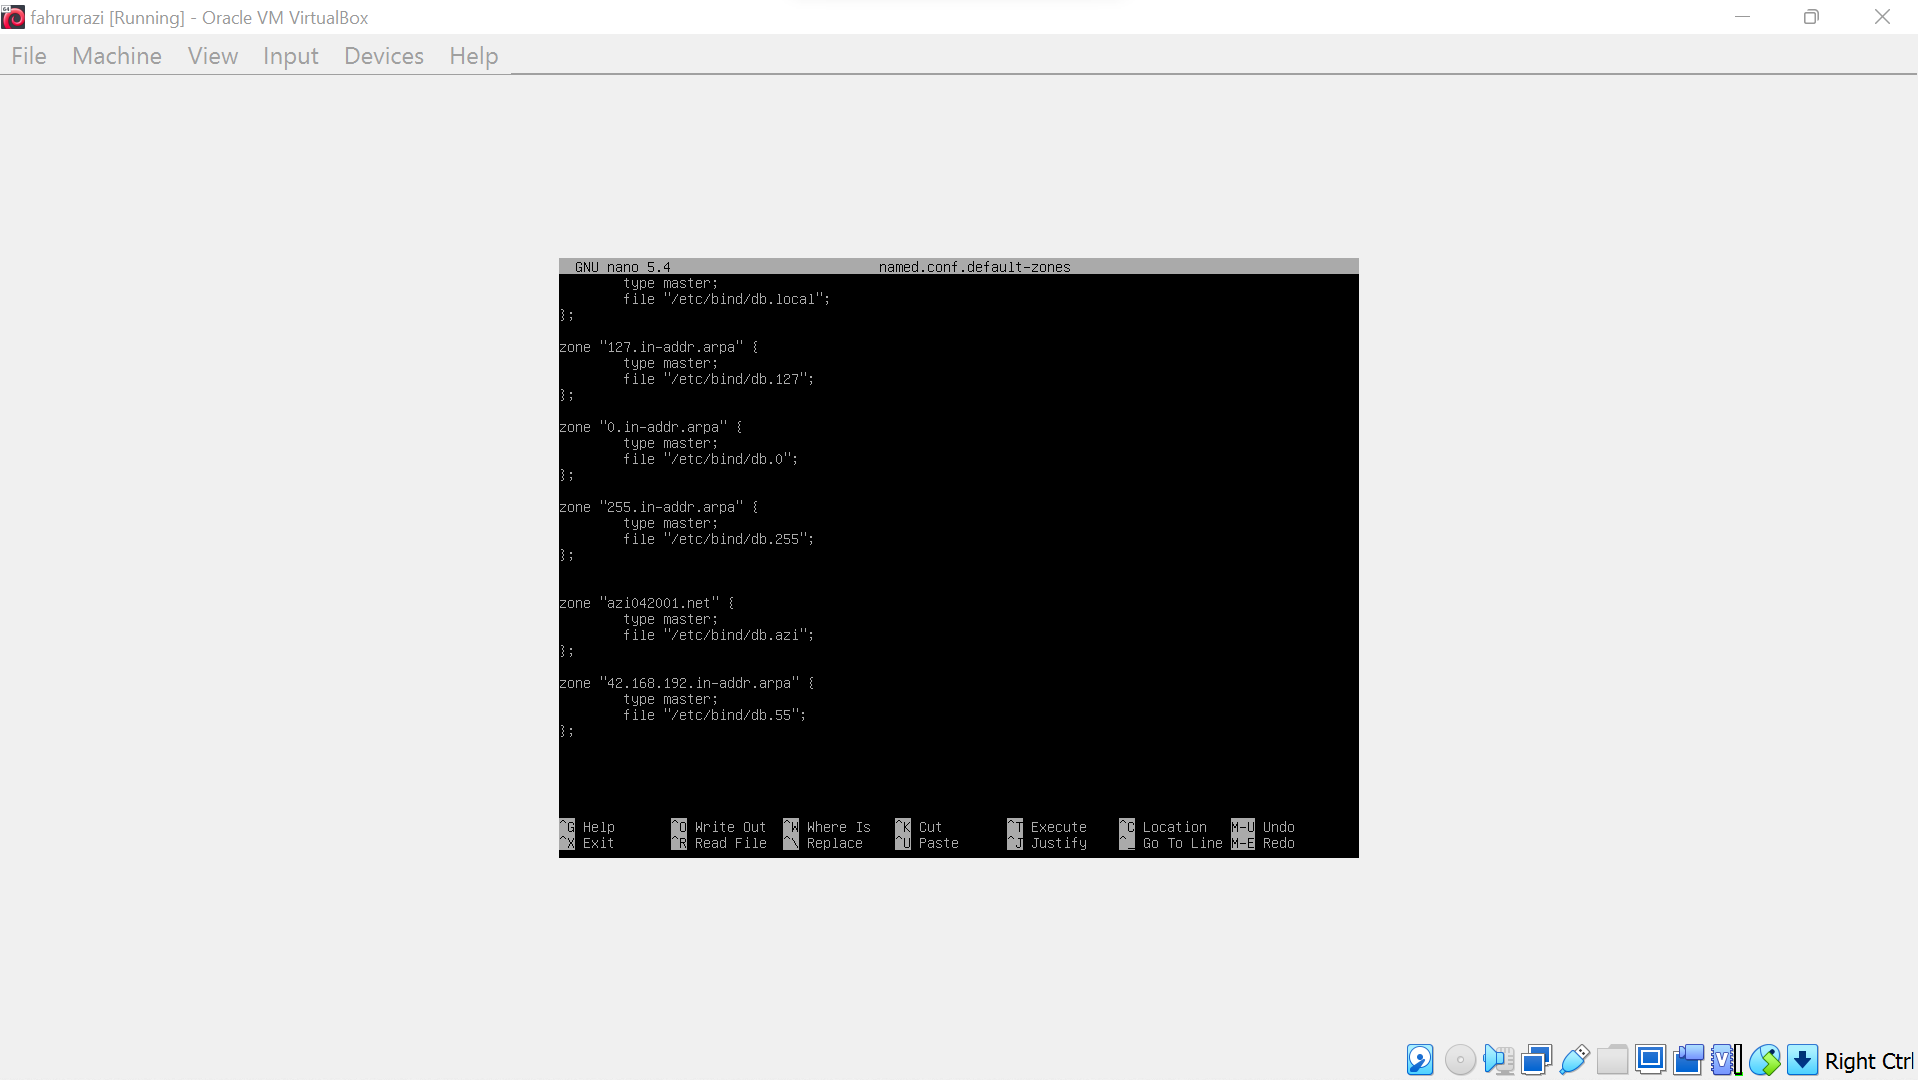 fahrurrazi [Running] - Oracle VM VirtualBox
File Machine View Input Devices Help
GNU nano 5.4 named.conf.default-zones
type master;
file "/etc/bind/db.local";
};
zone "127.in-addr.arpa" {
type master;
file "/etc/bind/db.127";
};
zone "0.in-addr.arpa" {
type master;
file "/etc/bind/db.0";
};
zone "255.in-addr.arpa" {
type master;
file "/etc/bind/db.255";
};
zone "azi042001.net" {
type master;
file "/etc/bind/db.azi";
};
zone "42.168.192.in-addr.arpa" {
type master;
file "/etc/bind/db.55";
};
^G Help ^O Write Out ^W Where Is ^K Cut ^T Execute ^C Location M-U Undo
^X Exit ^R Read File ^\ Replace ^U Paste ^J Justify ^_ Go To Line M-E Redo
Right Ctrl